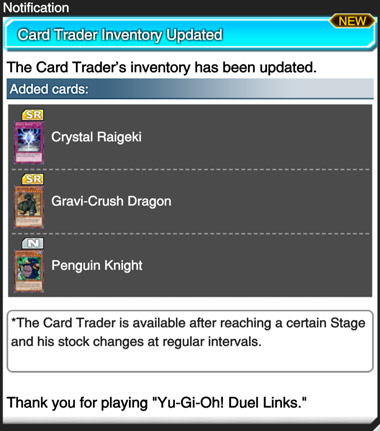 Notification
NEW
Card Trader Inventory Updated
The Card Trader's inventory has been updated.
Added cards:
SR
Crystal Raigeki
SR
Gravi-Crush Dragon
N
Penguin Knight
*The Card Trader is available after reaching a certain Stage
and his stock changes at regular intervals.
Thank you for playing "Yu-Gi-Oh! Duel Links."